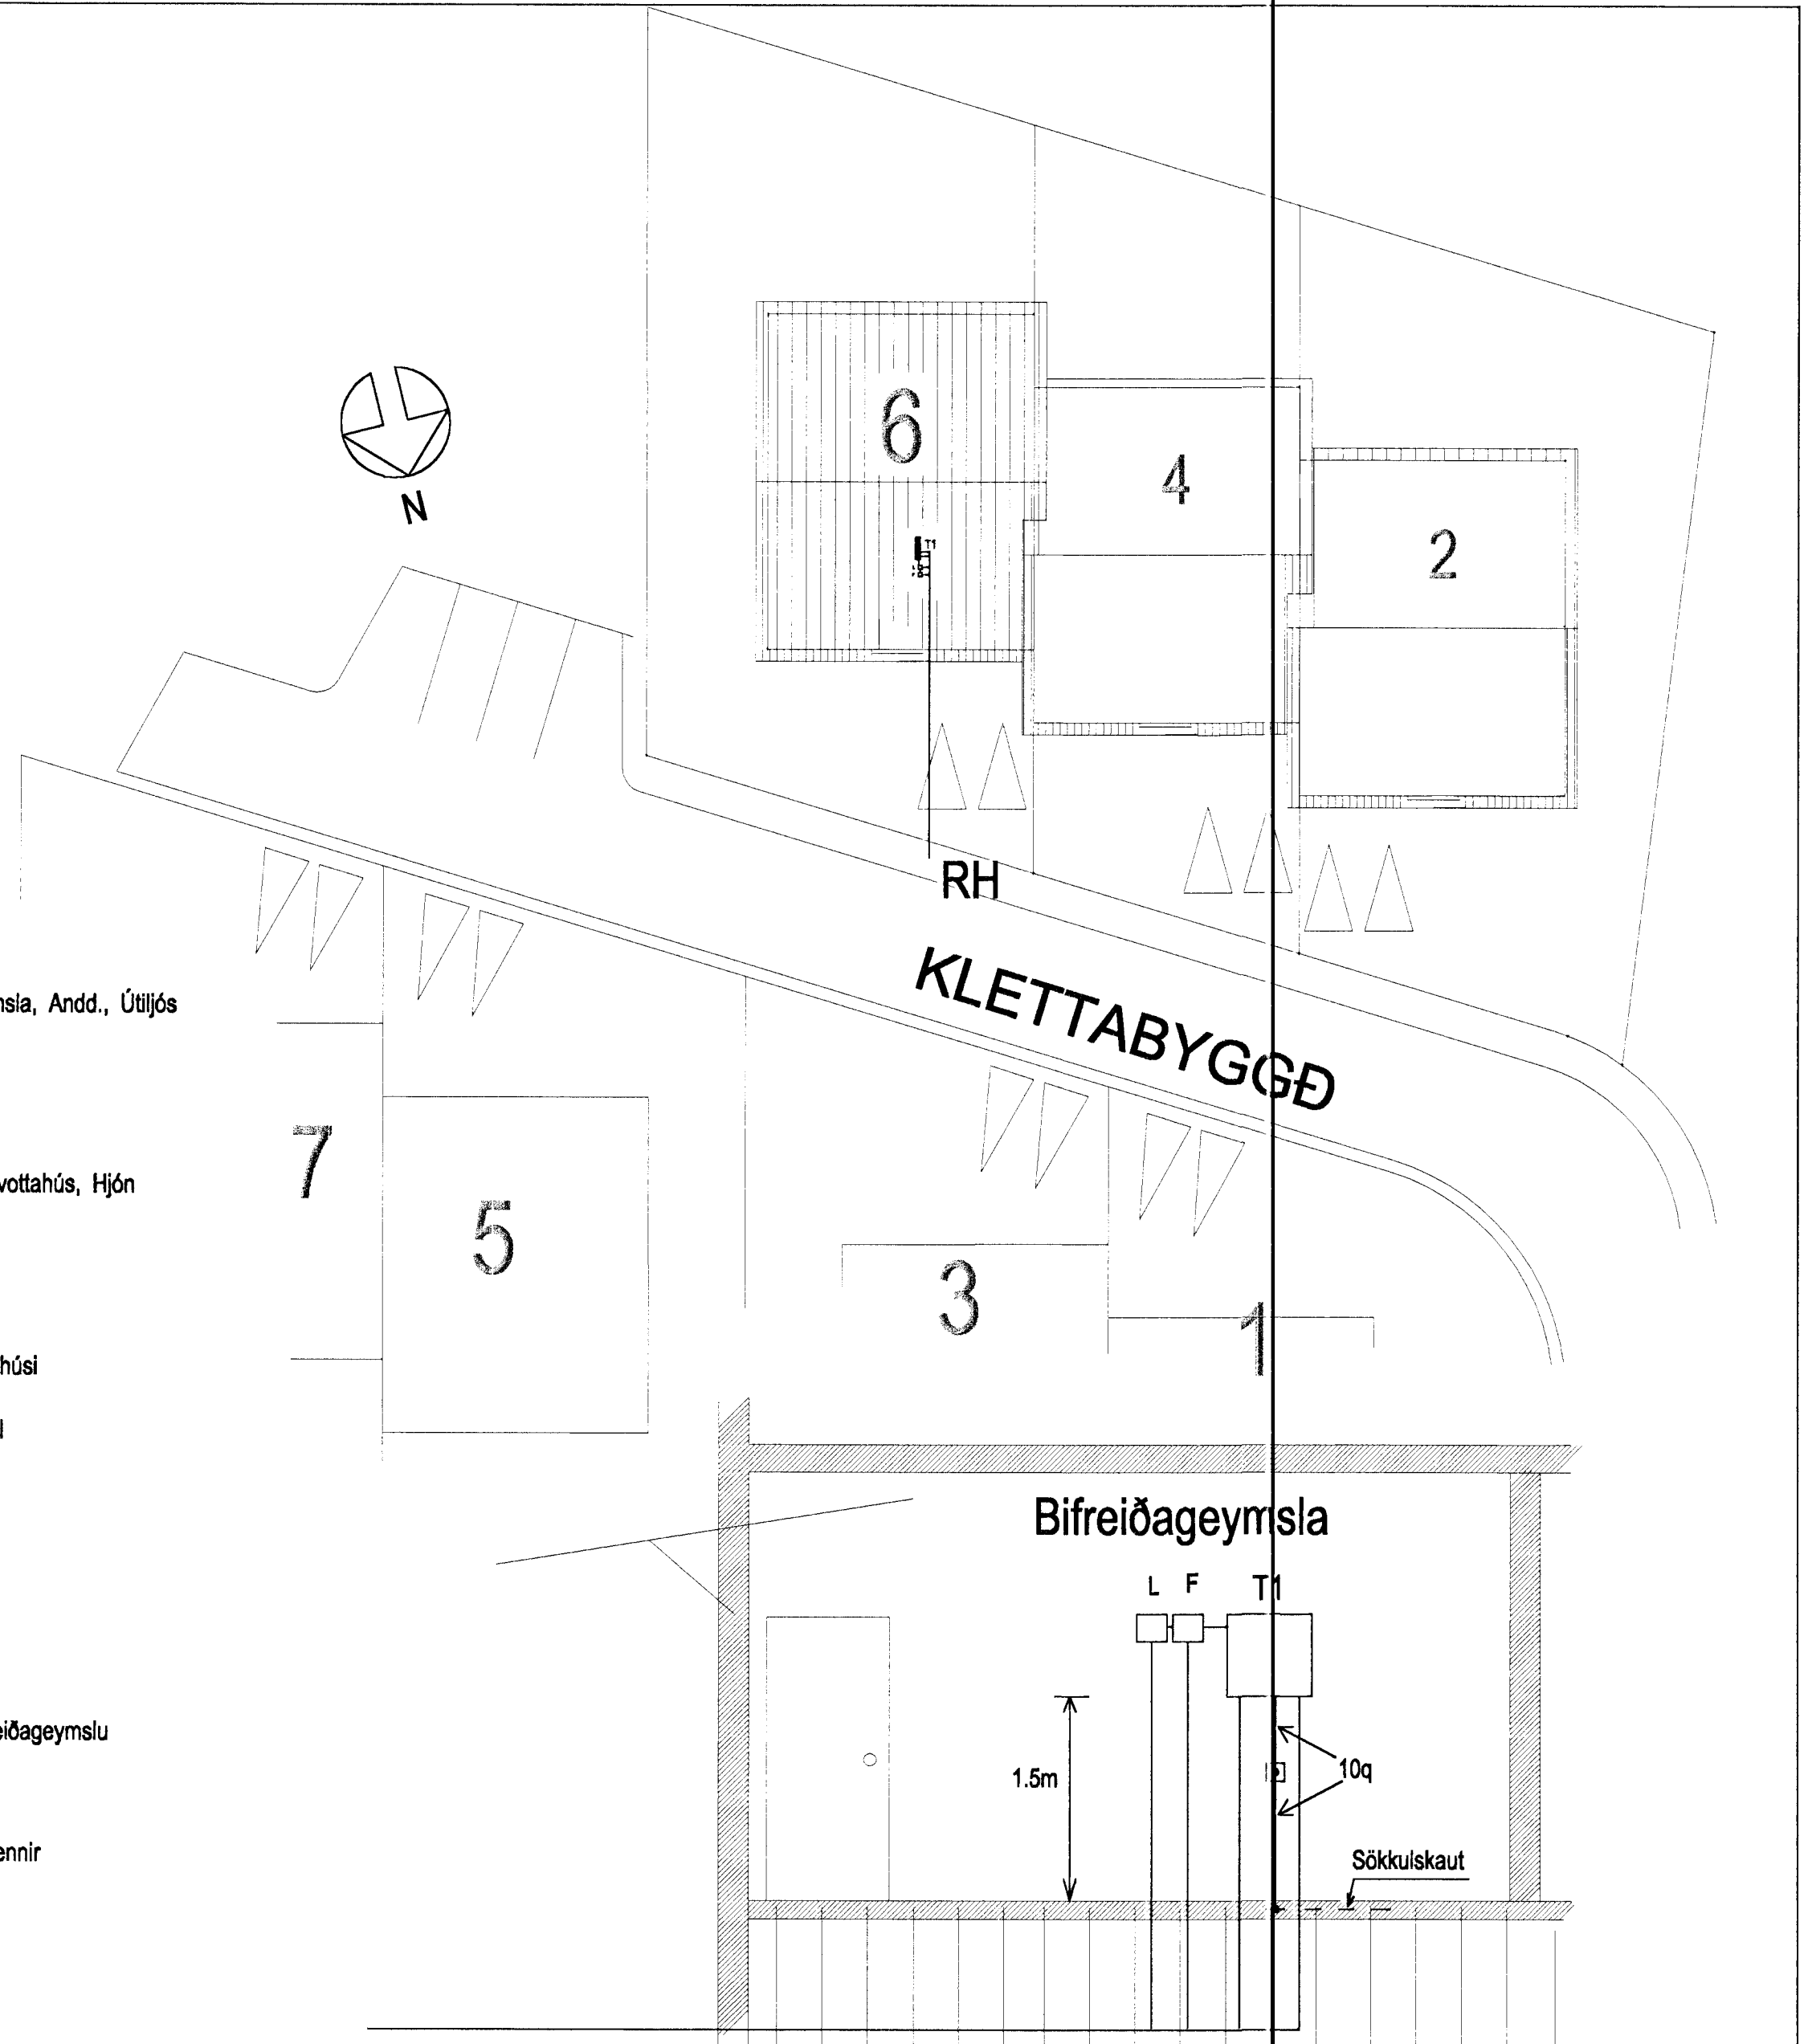 6
4
2
T1
N
RH
KLETTABYGGÐ
nsla, Andd., Útiljós
vottahús, Hjón
húsi
eiðageymslu
ennir
7
5
3
1
Bifreiðageymsla
L F T1
1.5m
10q
Sökkulskaut